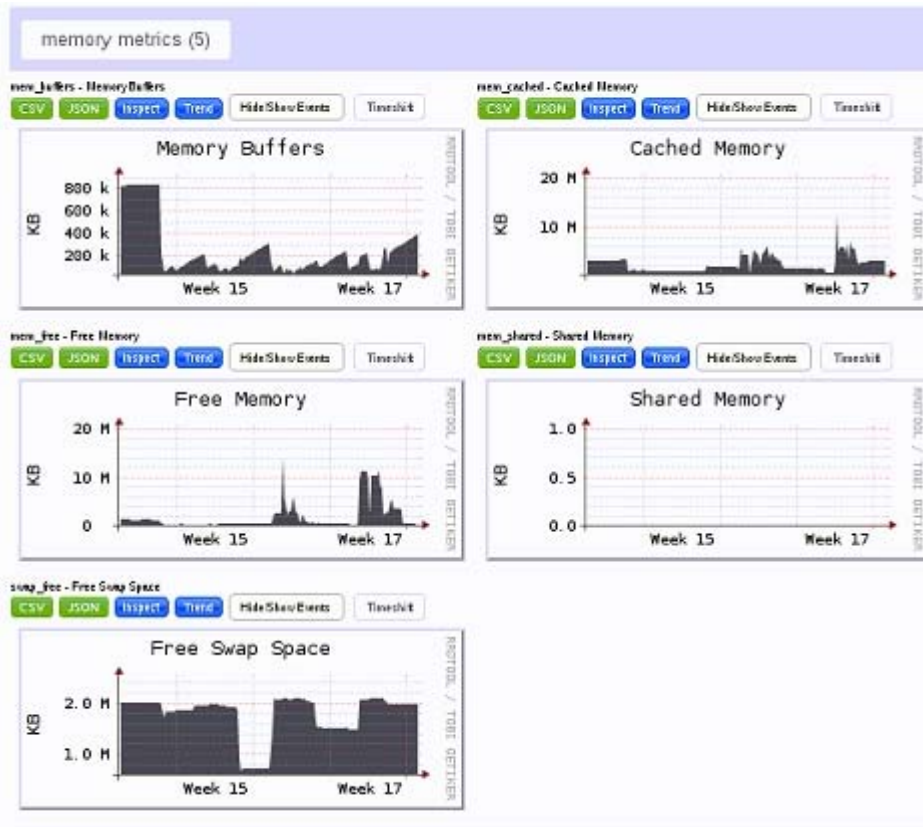 memory metrics (5)
mem_buffers - Memory Buffers
CSV JSON Inspect Trend Hide/Show Events Timeshift
Memory Buffers
KB
800 k
600 k
400 k
200 k
Week 15 Week 17
RRDTOOL / TOBI OETIKER
mem_cached - Cached Memory
CSV JSON Inspect Trend Hide/Show Events Timeshift
Cached Memory
KB
20 M
10 M
Week 15 Week 17
RRDTOOL / TOBI OETIKER
mem_free - Free Memory
CSV JSON Inspect Trend Hide/Show Events Timeshift
Free Memory
KB
20 M
10 M
0
Week 15 Week 17
RRDTOOL / TOBI OETIKER
mem_shared - Shared Memory
CSV JSON Inspect Trend Hide/Show Events Timeshift
Shared Memory
KB
1.0
0.5
0.0
Week 15 Week 17
RRDTOOL / TOBI OETIKER
swap_free - Free Swap Space
CSV JSON Inspect Trend Hide/Show Events Timeshift
Free Swap Space
KB
2.0 M
1.0 M
Week 15 Week 17
RRDTOOL / TOBI OETIKER